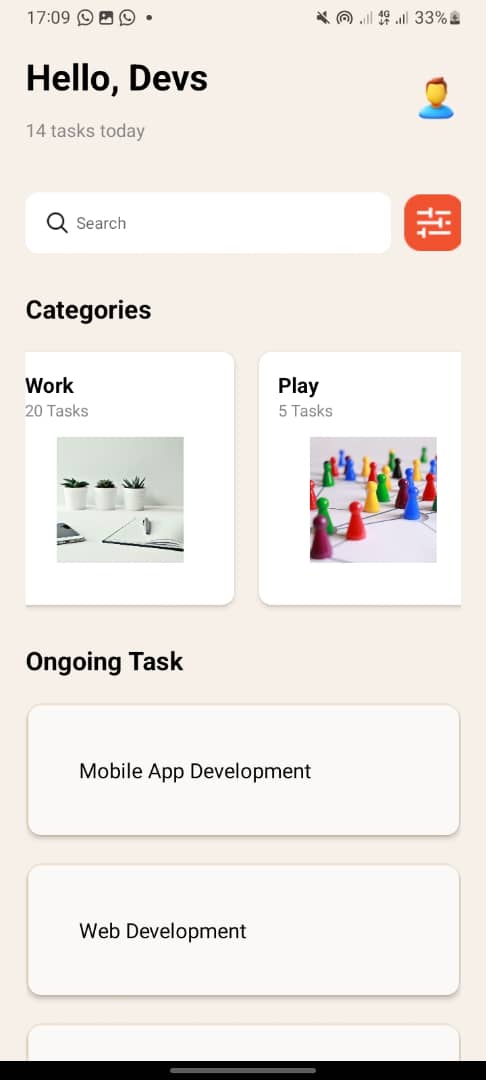 17:09
4G
33%
Hello, Devs
14 tasks today
Search
Categories
Work
20 Tasks
Play
5 Tasks
Ongoing Task
Mobile App Development
Web Development